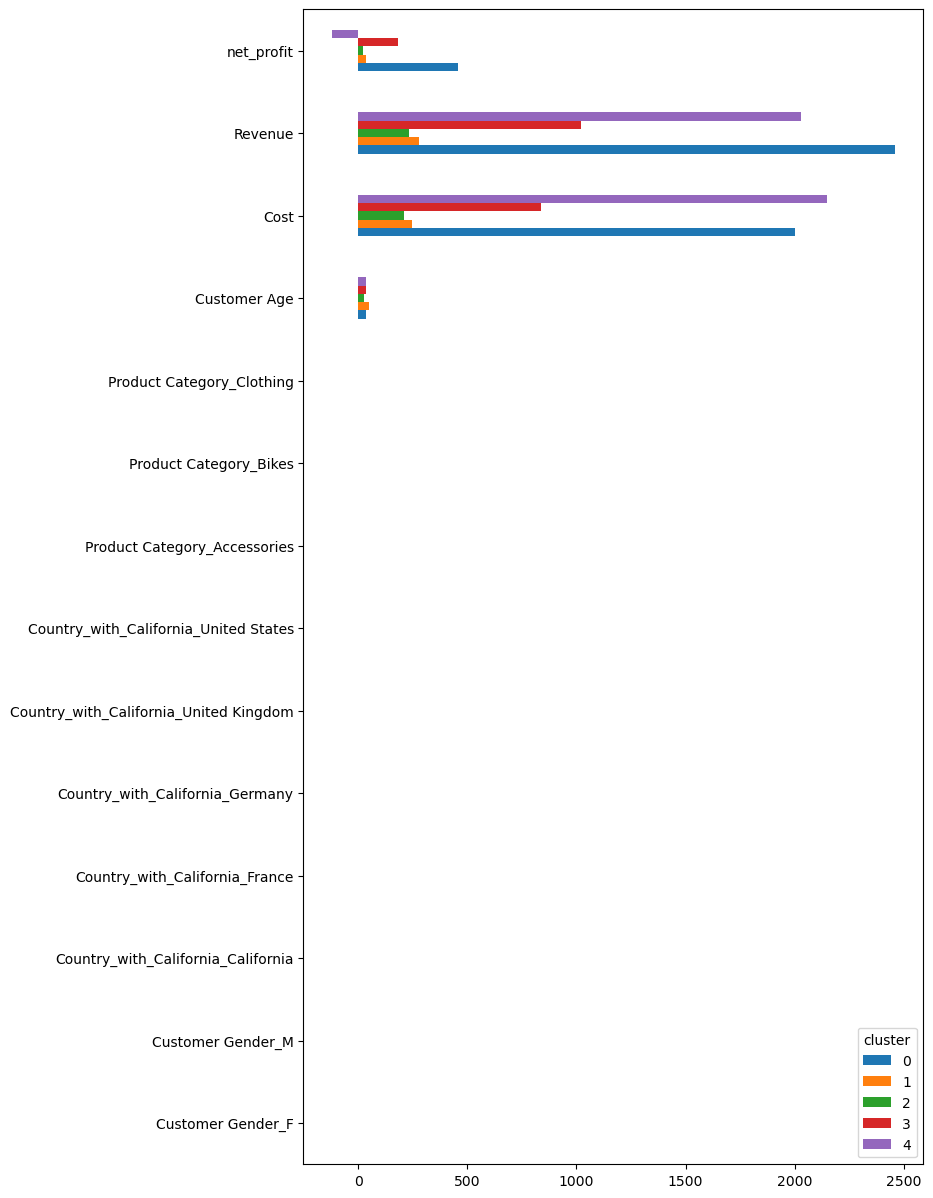 net_profit
Revenue
Cost
Customer Age
Product Category_Clothing
Product Category_Bikes
Product Category_Accessories
Country_with_California_United States
Country_with_California_United Kingdom
Country_with_California_Germany
Country_with_California_France
Country_with_California_California
Customer Gender_M
Customer Gender_F
cluster
0
1
2
3
4
0 500 1000 1500 2000 2500